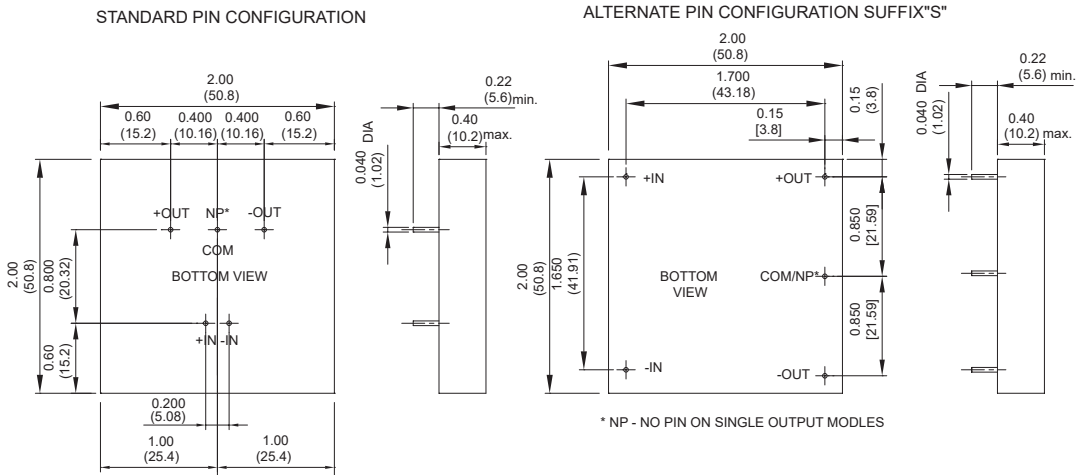 STANDARD PIN CONFIGURATION
2.00
(50.8)
0.60
(15.2)
0.400
(10.16)
0.400
(10.16)
0.60
(15.2)
0.22
(5.6)min.
0.40
(10.2)max.
0.040 DIA
(1.02)
+OUT NP* -OUT
COM
BOTTOM VIEW
+IN -IN
2.00
(50.8)
0.800
(20.32)
0.60
(15.2)
0.200
(5.08)
1.00
(25.4)
1.00
(25.4)
ALTERNATE PIN CONFIGURATION SUFFIX"S"
2.00
(50.8)
1.700
(43.18)
0.15
[3.8]
0.15
(3.8)
0.22
(5.6)min.
0.040 DIA
(1.02)
0.40
(10.2) max.
+IN +OUT
2.00
(50.8)
1.650
(41.91)
BOTTOM
VIEW
COM/NP*
0.850
[21.59]
0.850
[21.59]
-IN
-OUT
* NP - NO PIN ON SINGLE OUTPUT MODLES